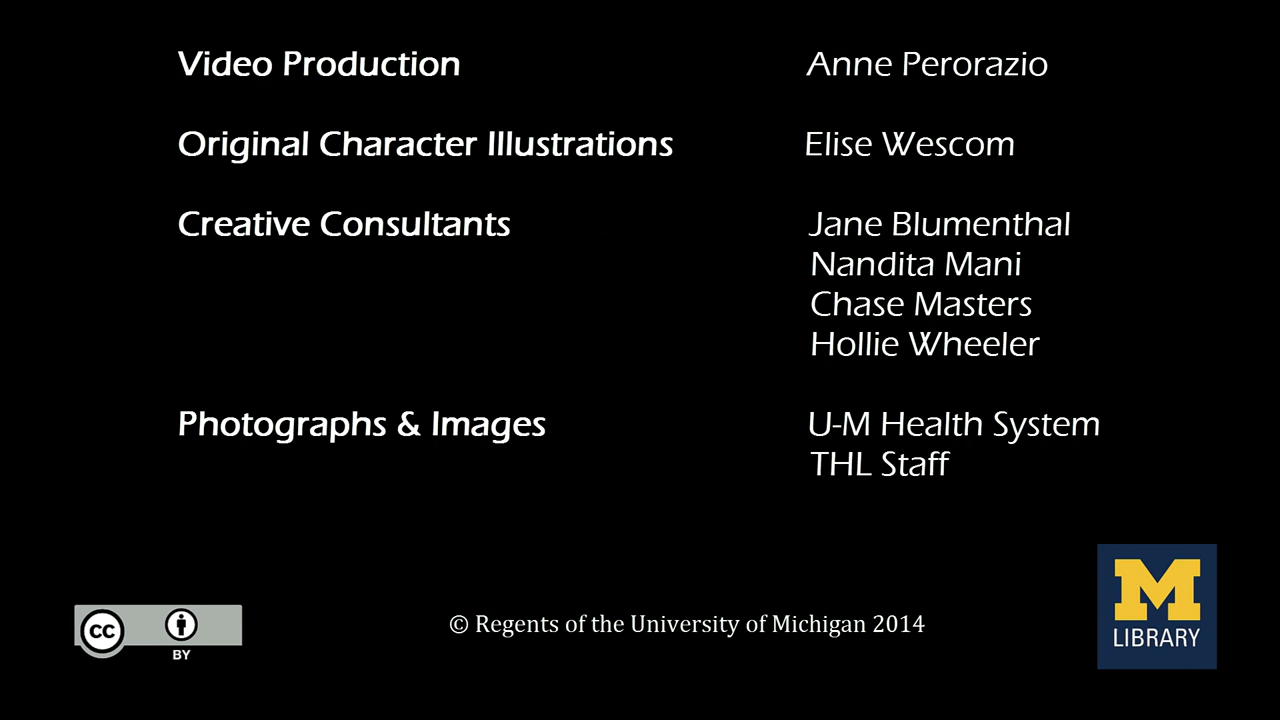 Video Production Anne Perorazio
Original Character Illustrations Elise Wescom
Creative Consultants Jane Blumenthal
Nandita Mani
Chase Masters
Hollie Wheeler
Photographs & Images U-M Health System
THL Staff
cc BY
© Regents of the University of Michigan 2014
M LIBRARY